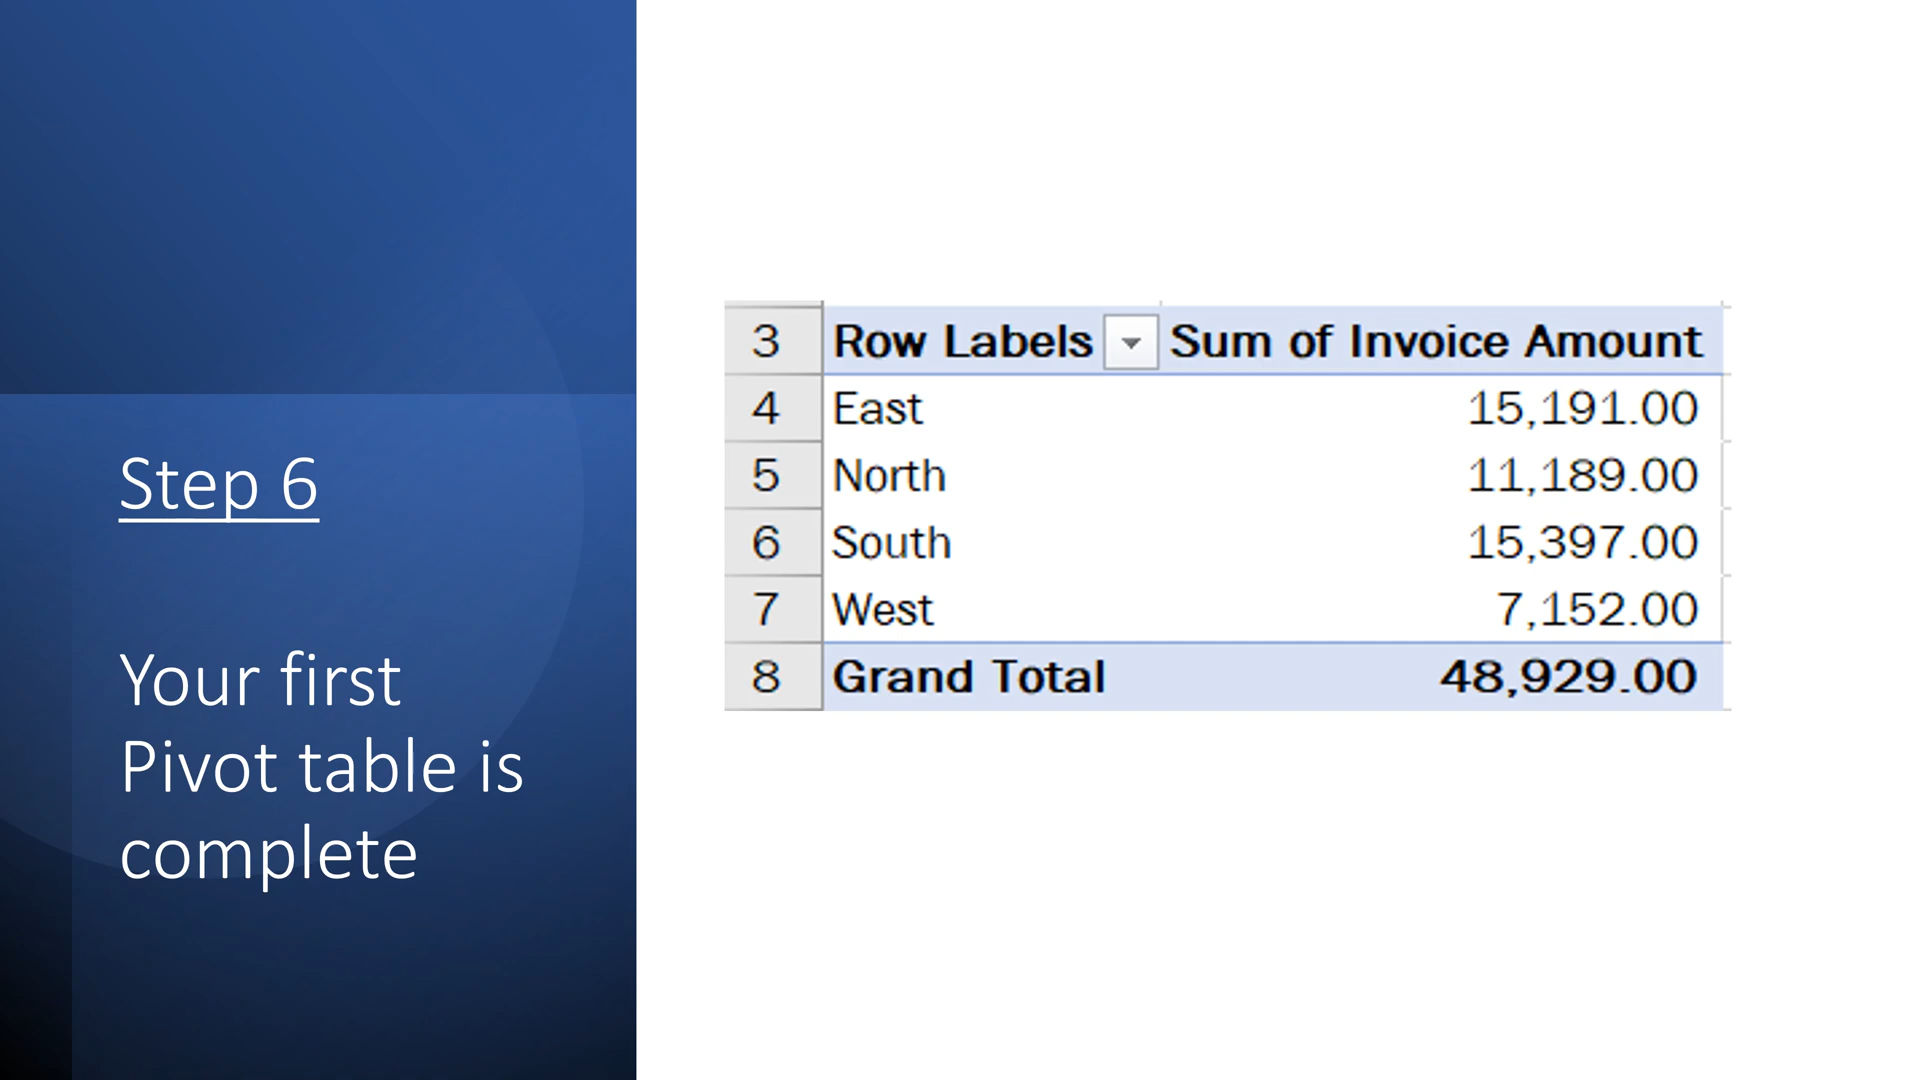 Step 6
Your first
Pivot table is
complete
3 Row Labels Sum of Invoice Amount
4 East 15,191.00
5 North 11,189.00
6 South 15,397.00
7 West 7,152.00
8 Grand Total 48,929.00